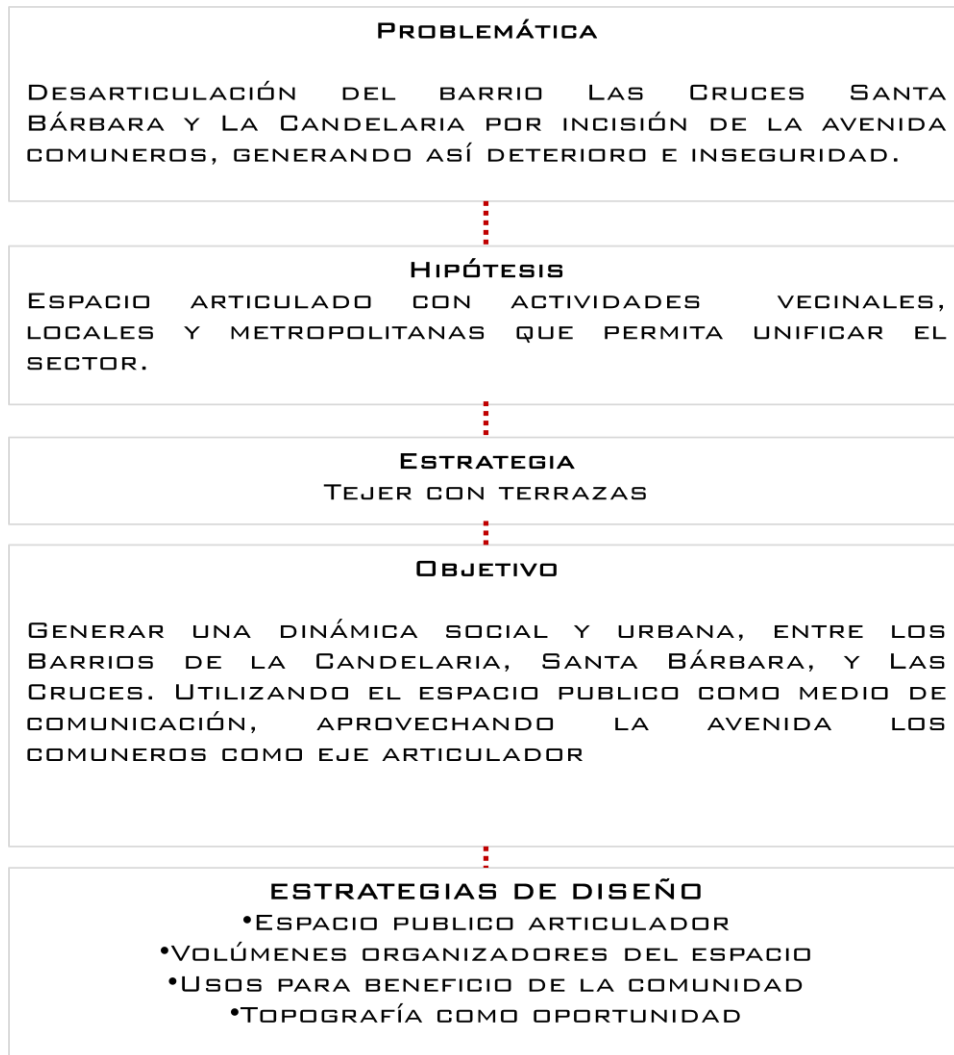 PROBLEMÁTICA
DESARTICULACIÓN DEL BARRIO LAS CRUCES SANTA
BÁRBARA Y LA CANDELARIA POR INCISIÓN DE LA AVENIDA
COMUNEROS, GENERANDO ASÍ DETERIORO E INSEGURIDAD.
HIPÓTESIS
ESPACIO ARTICULADO CON ACTIVIDADES VECINALES,
LOCALES Y METROPOLITANAS QUE PERMITA UNIFICAR EL
SECTOR.
ESTRATEGIA
TEJER CON TERRAZAS
OBJETIVO
GENERAR UNA DINÁMICA SOCIAL Y URBANA, ENTRE LOS
BARRIOS DE LA CANDELARIA, SANTA BÁRBARA, Y LAS
CRUCES. UTILIZANDO EL ESPACIO PUBLICO COMO MEDIO DE
COMUNICACIÓN, APROVECHANDO LA AVENIDA LOS
COMUNEROS COMO EJE ARTICULADOR
ESTRATEGIAS DE DISEÑO
•ESPACIO PUBLICO ARTICULADOR
•VOLÚMENES ORGANIZADORES DEL ESPACIO
•USOS PARA BENEFICIO DE LA COMUNIDAD
•TOPOGRAFÍA COMO OPORTUNIDAD